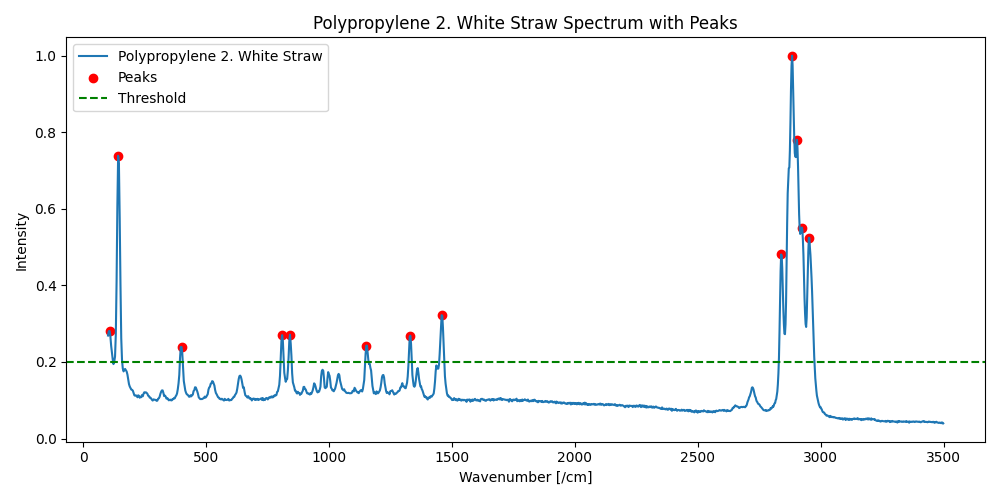 Polypropylene 2. White Straw Spectrum with Peaks
Polypropylene 2. White Straw
Peaks
Threshold
1.0
0.8
0.6
0.4
0.2
0.0
Intensity
0 500 1000 1500 2000 2500 3000 3500
Wavenumber [/cm]